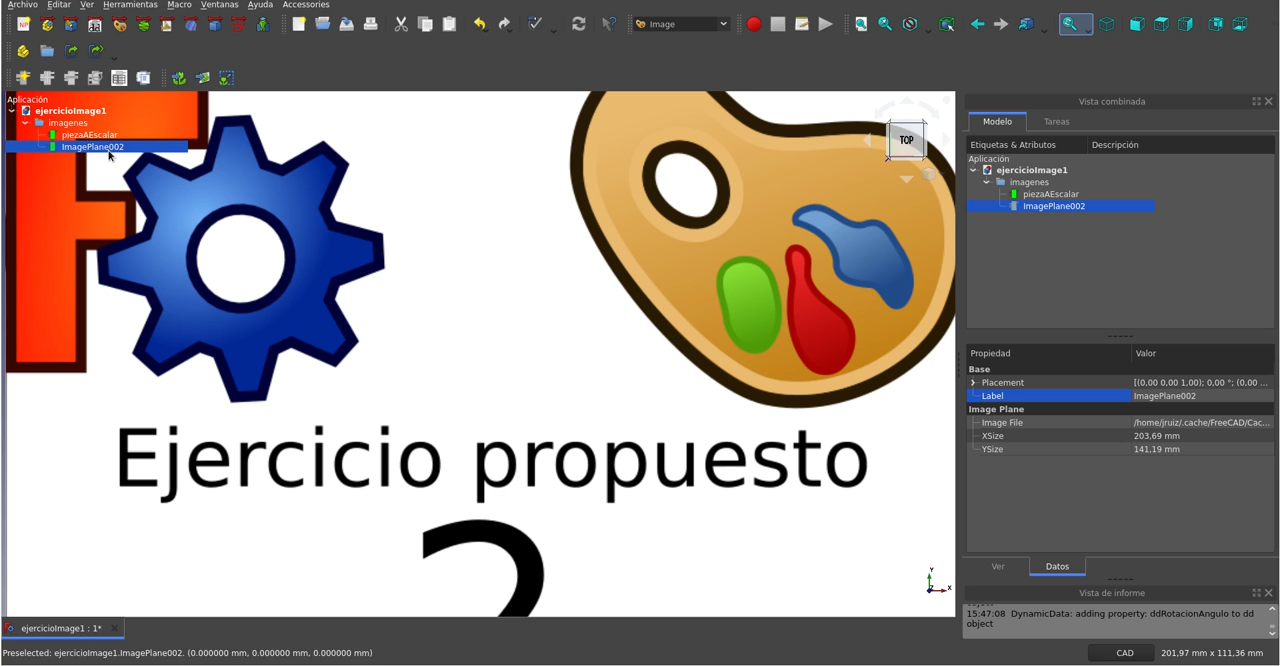 Archivo Editar Ver Herramientas Macro Ventanas Ayuda Accessories
Image
Aplicación
ejercicioImage1
imagenes
piezaAEscalar
ImagePlane002
TOP
Ejercicio propuesto
2
Y
X
Vista combinada
Modelo Tareas
Etiquetas & Atributos Descripción
Aplicación
ejercicioImage1
imagenes
piezaAEscalar
ImagePlane002
Propiedad Valor
Base
Placement [(0,00 0,00 1,00); 0,00 °; (0,00 ...
Label ImagePlane002
Image Plane
Image File /home/jruiz/.cache/FreeCAD/Cac...
XSize 203,69 mm
YSize 141,19 mm
Ver Datos
Vista de informe
15:47:08 DynamicData: adding property: ddRotacionAngulo to dd
object
ejercicioImage1 : 1*
Preselected: ejercicioImage1.ImagePlane002. (0.000000 mm, 0.000000 mm, 0.000000 mm)
CAD 201,97 mm x 111,36 mm